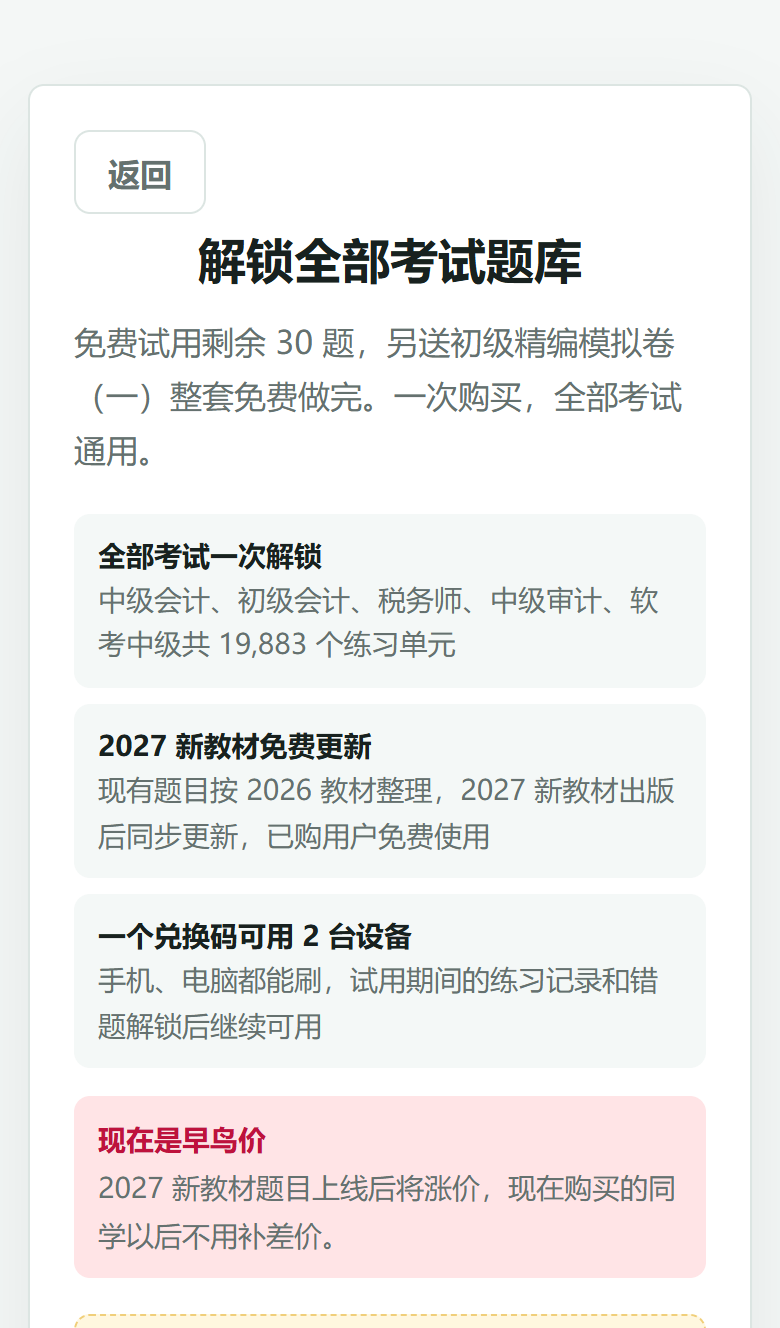 返回
解锁全部考试题库
免费试用剩余 30 题，另送初级精编模拟卷
（一）整套免费做完。一次购买，全部考试
通用。
全部考试一次解锁
中级会计、初级会计、税务师、中级审计、软
考中级共 19,883 个练习单元
2027 新教材免费更新
现有题目按 2026 教材整理，2027 新教材出版
后同步更新，已购用户免费使用
一个兑换码可用 2 台设备
手机、电脑都能刷，试用期间的练习记录和错
题解锁后继续可用
现在是早鸟价
2027 新教材题目上线后将涨价，现在购买的同
学以后不用补差价。